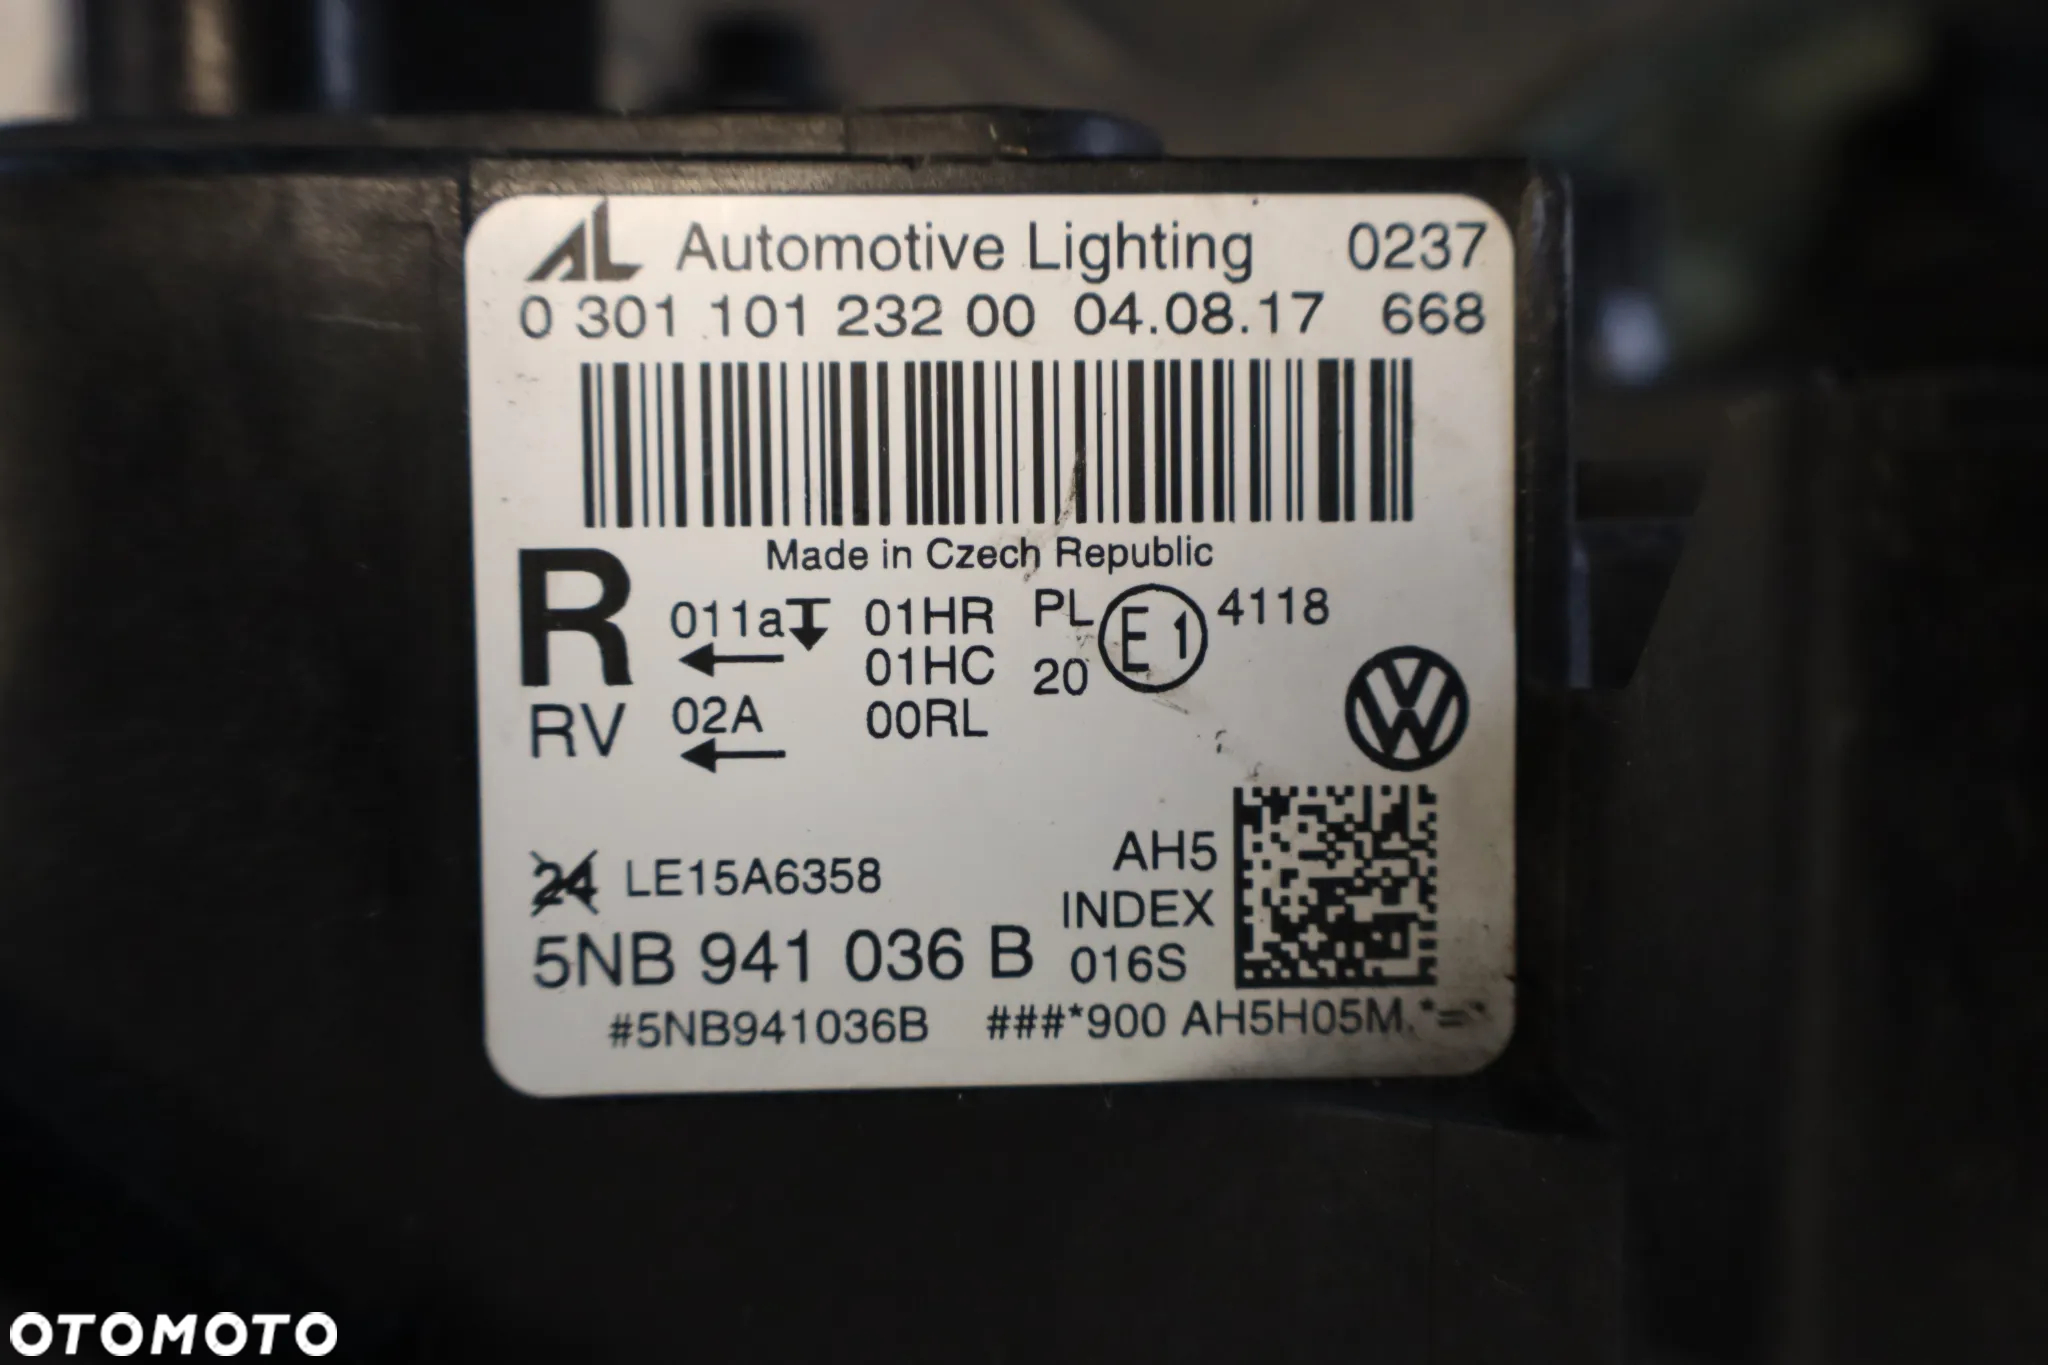 AL Automotive Lighting 0237
0 301 101 232 00 04.08.17 668
Made in Czech Republic
R 011a 01HR PL E1 4118
01HC 20
RV 02A 00RL
24 LE15A6358 AH5
INDEX
5NB 941 036 B 016S
#5NB941036B ###*900 AH5H05M.*=*
OTOMOTO